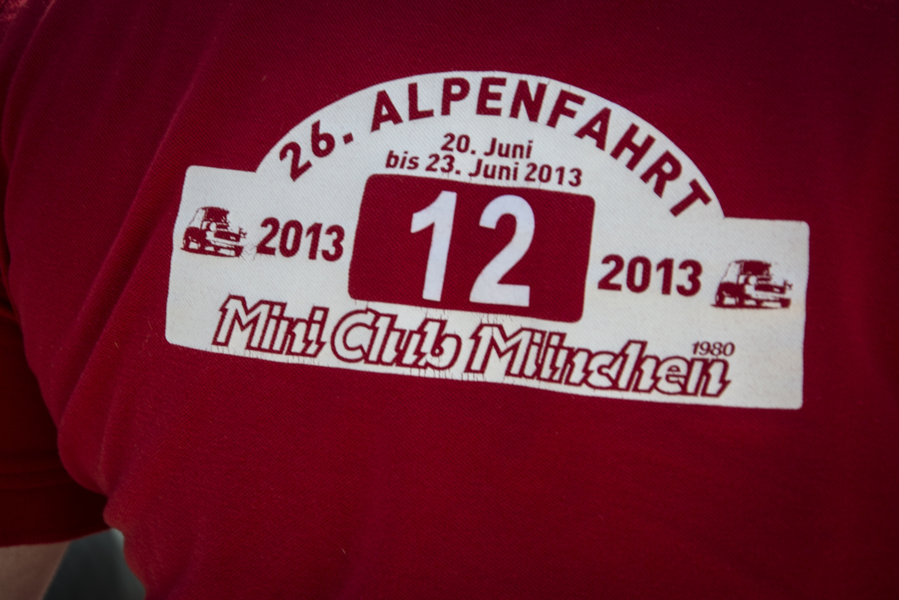 26. ALPENFAHRT
20. Juni
bis 23. Juni 2013
2013 12 2013
Mini Club München
1980